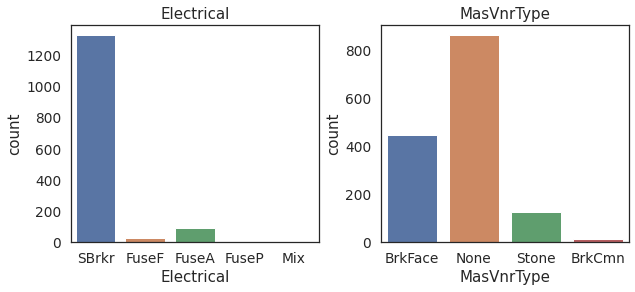 Electrical
count
1200
1000
800
600
400
200
0
SBrkr FuseF FuseA FuseP Mix
Electrical
MasVnrType
count
800
600
400
200
0
BrkFace None Stone BrkCmn
MasVnrType